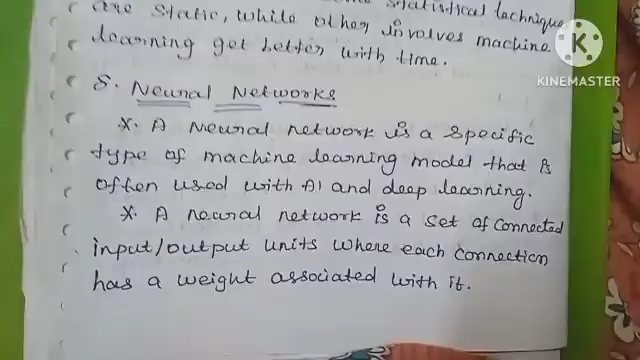 statistical technique
are static, while other involves machine
learning get better with time.
8. Neural Networks
*. A Neural network is a specific
type of machine learning model that is
often used with AI and deep learning.
*. A neural network is a set of connected
input/output units where each connection
has a weight associated with it.
K
KINEMASTER